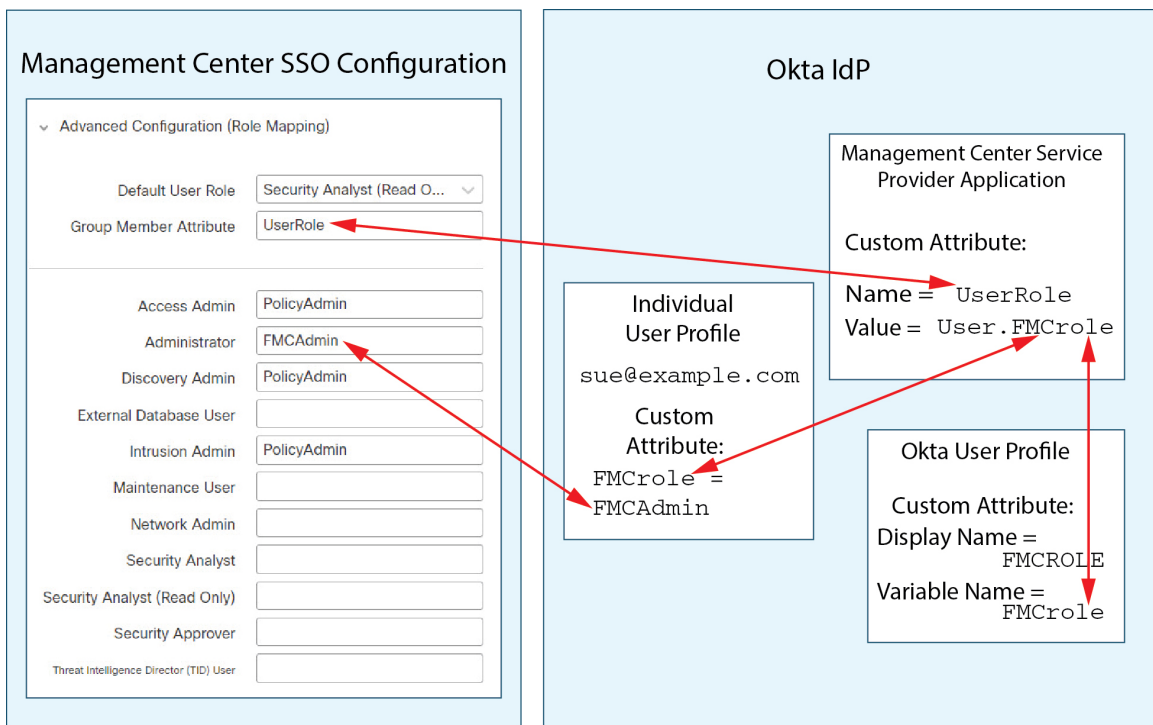 Management Center SSO Configuration
Advanced Configuration (Role Mapping)
Default User Role Security Analyst (Read O...
Group Member Attribute UserRole
Access Admin PolicyAdmin
Administrator FMCAdmin
Discovery Admin PolicyAdmin
External Database User
Intrusion Admin PolicyAdmin
Maintenance User
Network Admin
Security Analyst
Security Analyst (Read Only)
Security Approver
Threat Intelligence Director (TID) User
Okta IdP
Management Center Service
Provider Application
Custom Attribute:
Name = UserRole
Value = User.FMCrole
Individual
User Profile
sue@example.com
Custom
Attribute:
FMCrole =
FMCAdmin
Okta User Profile
Custom Attribute:
Display Name =
FMCROLE
Variable Name =
FMCrole